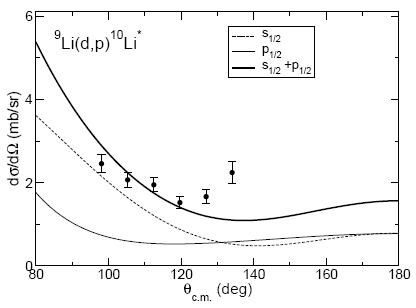 6
4
2
0
dσ/dΩ (mb/sr)
⁹Li(d,p)¹⁰Li*
s₁/₂
p₁/₂
s₁/₂ +p₁/₂
80 100 120 140 160 180
θc.m. (deg)